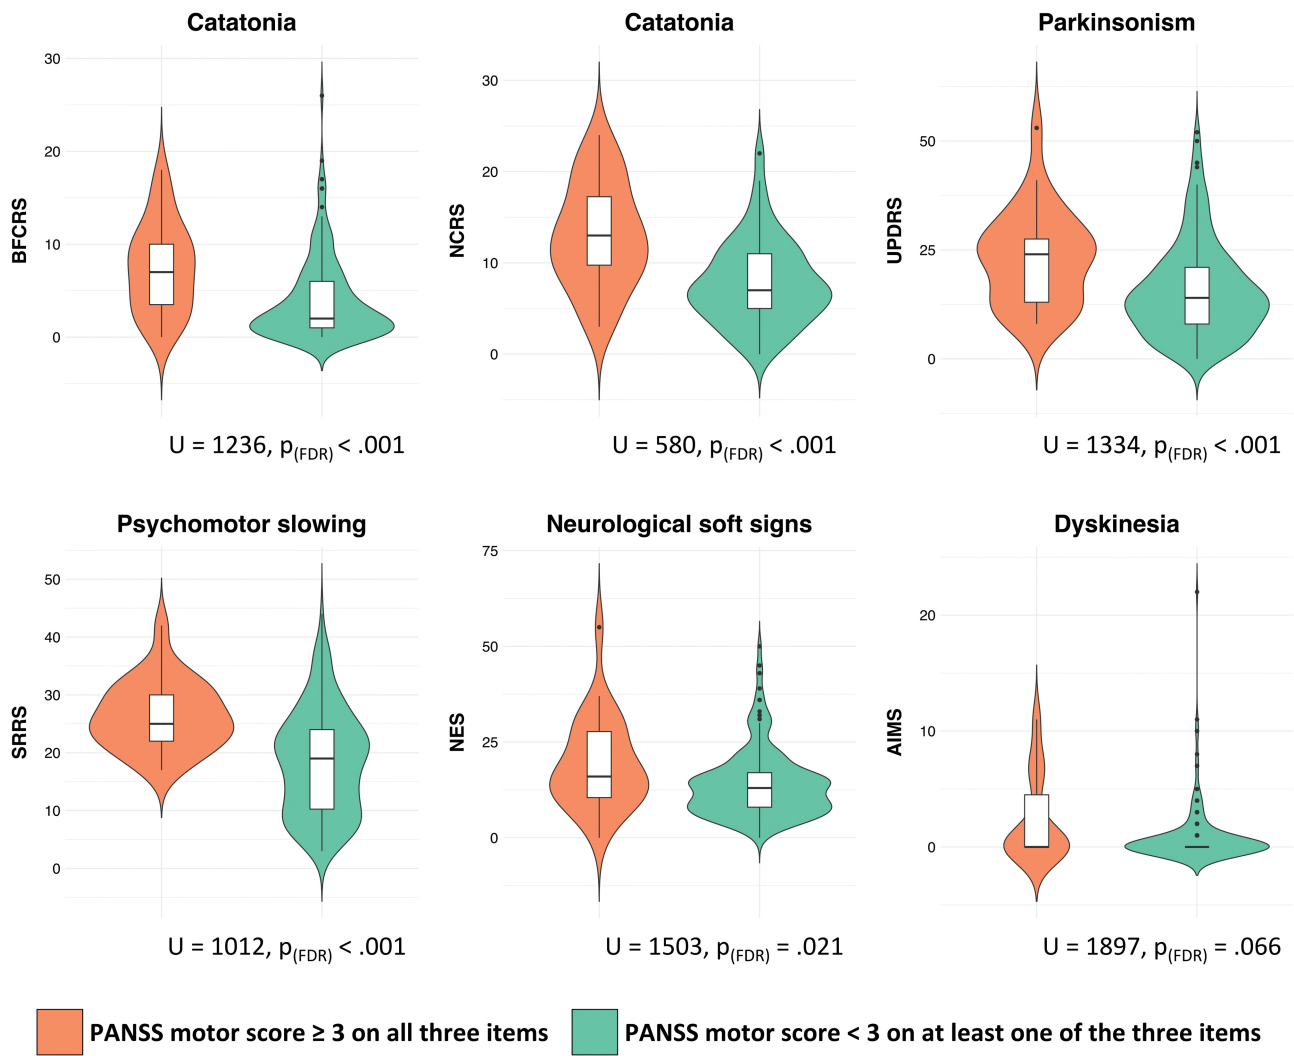 Catatonia
BFCRS
30
20
10
0
U = 1236, p(FDR) < .001
Catatonia
NCRS
30
20
10
0
U = 580, p(FDR) < .001
Parkinsonism
UPDRS
50
25
0
U = 1334, p(FDR) < .001
Psychomotor slowing
SRRS
50
40
30
20
10
0
U = 1012, p(FDR) < .001
Neurological soft signs
NES
75
50
25
0
U = 1503, p(FDR) = .021
Dyskinesia
AIMS
20
10
0
U = 1897, p(FDR) = .066
PANSS motor score ≥ 3 on all three items
PANSS motor score < 3 on at least one of the three items